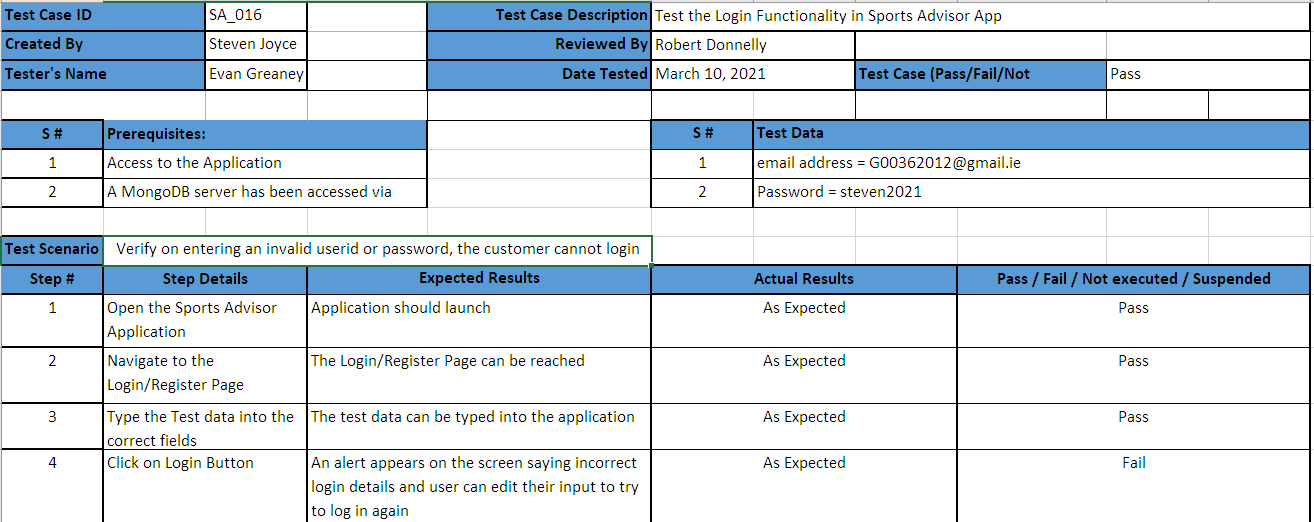 Test Case ID SA_016 Test Case Description Test the Login Functionality in Sports Advisor App
Created By Steven Joyce Reviewed By Robert Donnelly
Tester's Name Evan Greaney Date Tested March 10, 2021 Test Case (Pass/Fail/Not Pass
S # Prerequisites: S # Test Data
1 Access to the Application 1 email address = G00362012@gmail.ie
2 A MongoDB server has been accessed via 2 Password = steven2021
Test Scenario Verify on entering an invalid userid or password, the customer cannot login
Step # Step Details Expected Results Actual Results Pass / Fail / Not executed / Suspended
1 Open the Sports Advisor Application should launch As Expected Pass
Application
2 Navigate to the The Login/Register Page can be reached As Expected Pass
Login/Register Page
3 Type the Test data into the The test data can be typed into the application As Expected Pass
correct fields
4 Click on Login Button An alert appears on the screen saying incorrect As Expected Fail
login details and user can edit their input to try
to log in again